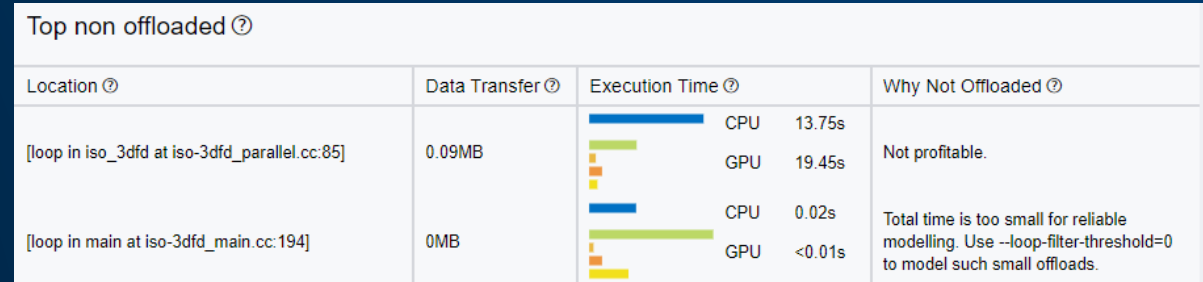 Top non offloaded ?
Location ? Data Transfer ? Execution Time ? Why Not Offloaded ?
[loop in iso_3dfd at iso-3dfd_parallel.cc:85] 0.09MB CPU 13.75s GPU 19.45s Not profitable.
[loop in main at iso-3dfd_main.cc:194] 0MB CPU 0.02s GPU <0.01s
Total time is too small for reliable
modelling. Use --loop-filter-threshold=0
to model such small offloads.